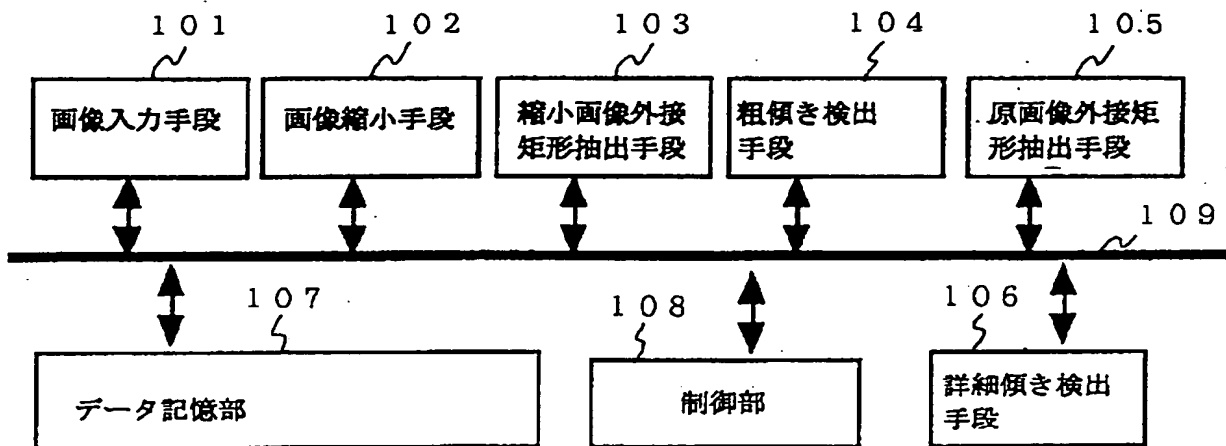 １０１
１０２
１０３
１０４
１０５
画像入力手段
画像縮小手段
縮小画像外接
矩形抽出手段
粗傾き検出
手段
原画像外接矩
形抽出手段
１０９
１０７
１０８
１０６
データ記憶部
制御部
詳細傾き検出
手段